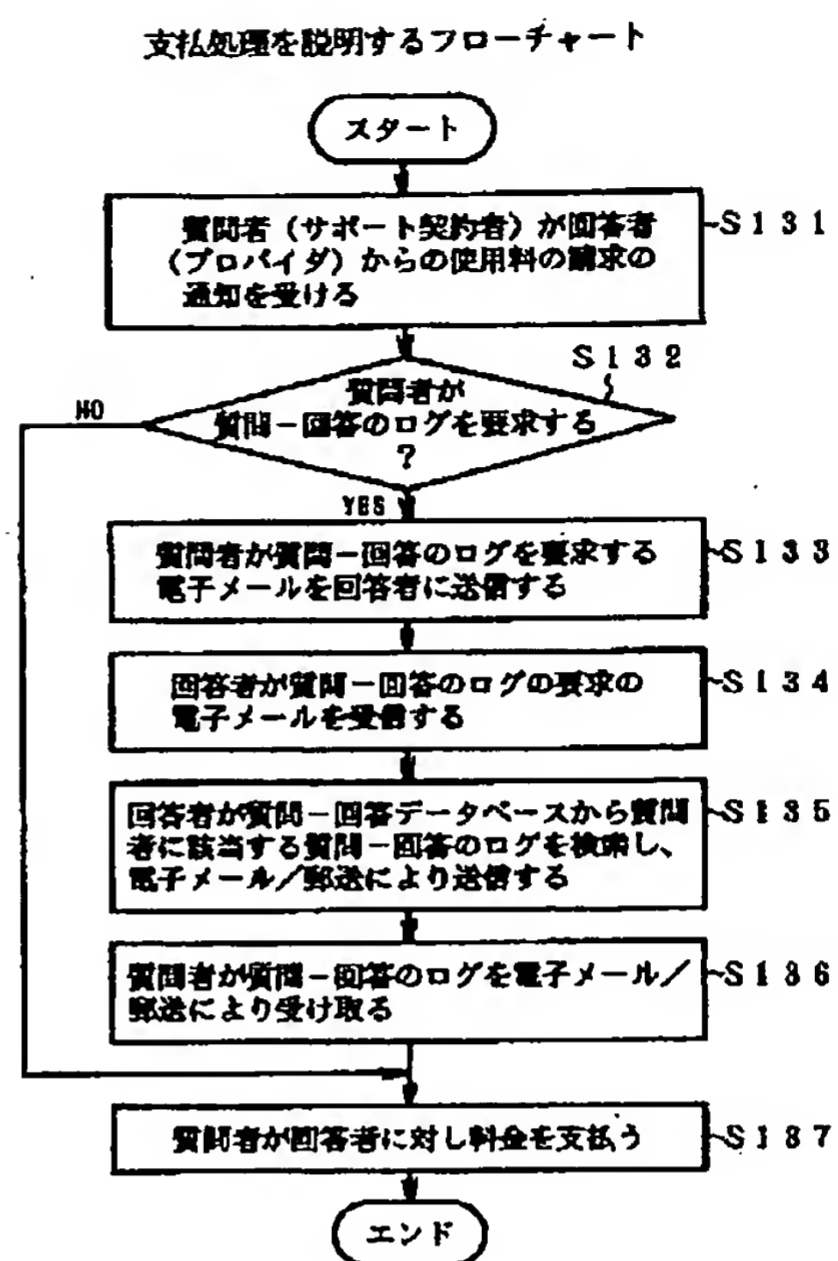 支払処理を説明するフローチャート
スタート
質問者（サポート契約者）が回答者
（プロバイダ）からの使用料の請求の
通知を受ける
S131
S132
質問者が
質問－回答のログを要求する
？
NO
YES
質問者が質問－回答のログを要求する
電子メールを回答者に送信する
S133
回答者が質問－回答のログの要求の
電子メールを受信する
S134
回答者が質問－回答データベースから質問
者に該当する質問－回答のログを検索し、
電子メール／郵送により送信する
S135
質問者が質問－回答のログを電子メール／
郵送により受け取る
S136
質問者が回答者に対し料金を支払う
S137
エンド